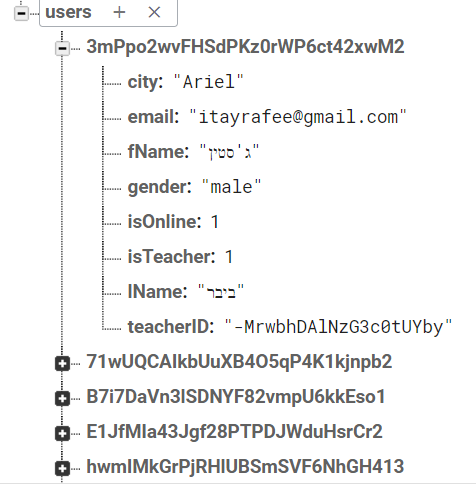 users + ×
3mPpo2wvFHSdPKz0rWP6ct42xwM2
city: "Ariel"
email: "itayrafee@gmail.com"
fName: "ג'סטין"
gender: "male"
isOnline: 1
isTeacher: 1
lName: "ביבר"
teacherID: "-MrwbhDAlNzG3c0tUYby"
71wUQCAIkbUuXB4O5qP4K1kjnpb2
B7i7DaVn3lSDNYF82vmpU6kkEso1
E1JfMIa43Jgf28PTPDJWduHsrCr2
hwmIMkGrPjRHIUBSmSVF6NhGH413